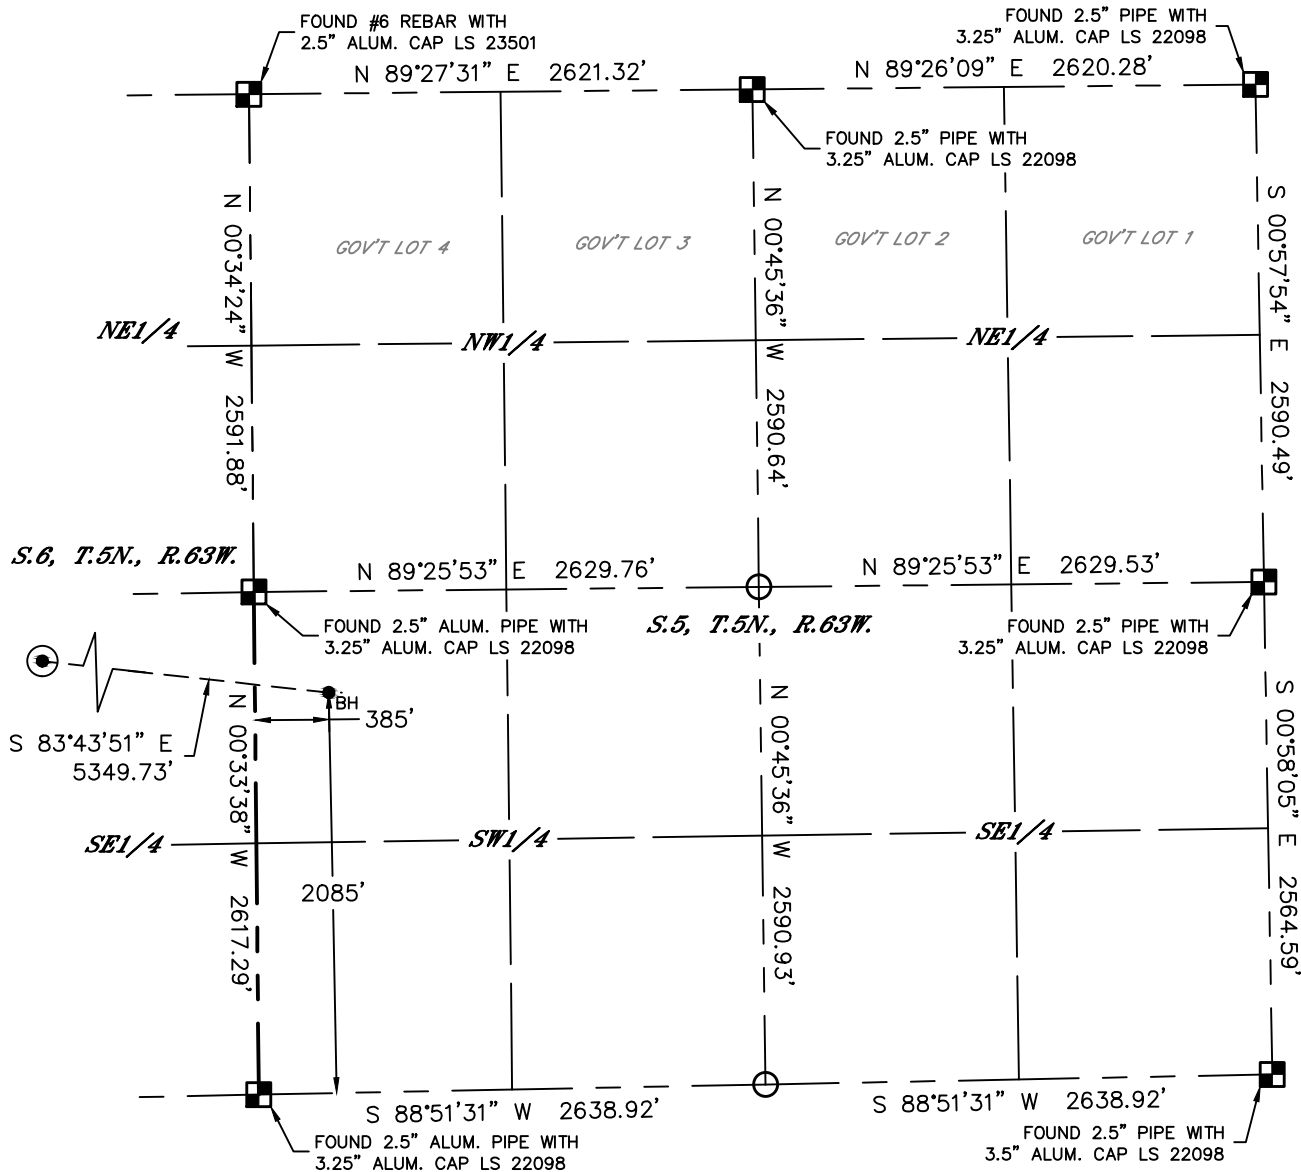 FOUND #6 REBAR WITH
2.5" ALUM. CAP LS 23501
FOUND 2.5" PIPE WITH
3.25" ALUM. CAP LS 22098
N 89°27'31" E 2621.32'
N 89°26'09" E 2620.28'
FOUND 2.5" PIPE WITH
3.25" ALUM. CAP LS 22098
N 00°34'24" W 2591.88'
GOV'T LOT 4
GOV'T LOT 3
N 00°45'36" W 2590.64'
GOV'T LOT 2
GOV'T LOT 1
S 00°57'54" E 2590.49'
NE1/4
NW1/4
NE1/4
S.6, T.5N., R.63W.
N 89°25'53" E 2629.76'
N 89°25'53" E 2629.53'
FOUND 2.5" ALUM. PIPE WITH
3.25" ALUM. CAP LS 22098
S.5, T.5N., R.63W.
FOUND 2.5" PIPE WITH
3.25" ALUM. CAP LS 22098
BH
385'
S 83°43'51" E
5349.73'
N 00°33'38" W 2617.29'
N 00°45'36" W 2590.93'
S 00°58'05" E 2564.59'
SE1/4
SW1/4
SE1/4
2085'
S 88°51'31" W 2638.92'
S 88°51'31" W 2638.92'
FOUND 2.5" ALUM. PIPE WITH
3.25" ALUM. CAP LS 22098
FOUND 2.5" PIPE WITH
3.5" ALUM. CAP LS 22098